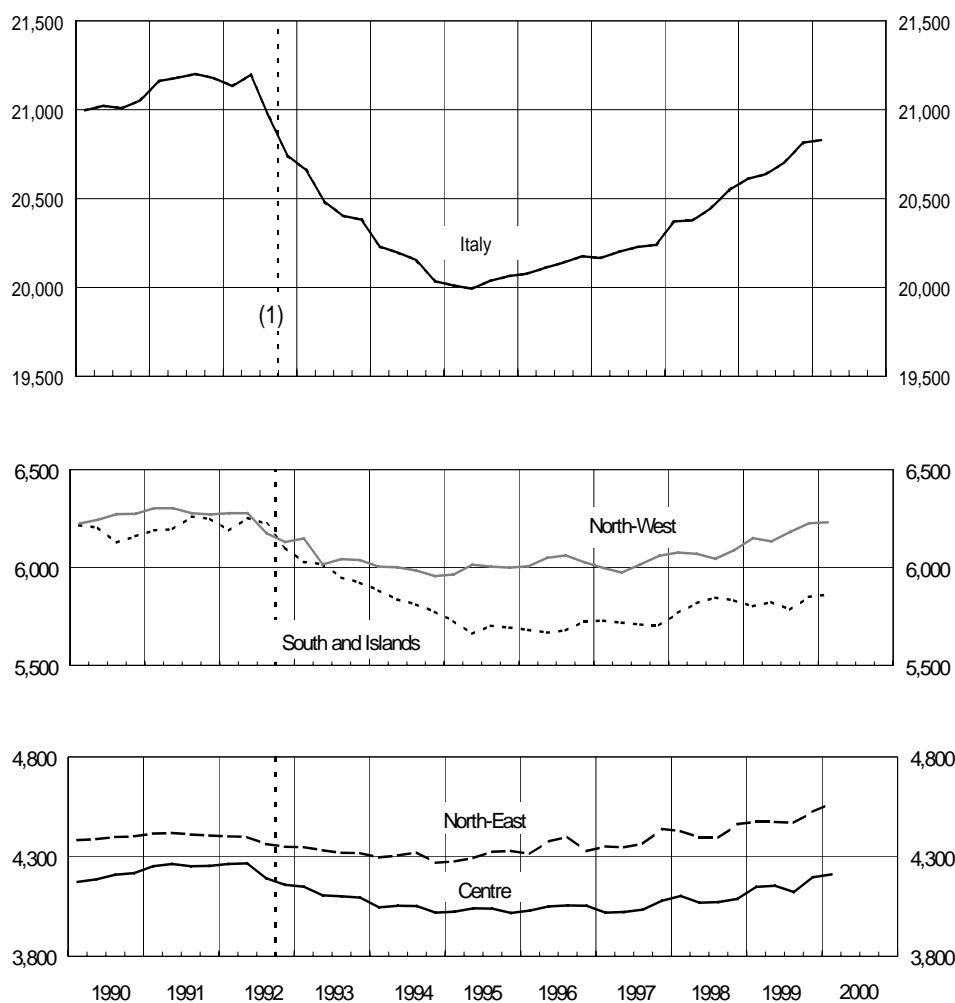 21,500 21,500
21,000 21,000
20,500 20,500
Italy
20,000 20,000
(1)
19,500 19,500
6,500 6,500
North-West
6,000 6,000
South and Islands
5,500 5,500
4,800 4,800
North-East
4,300 4,300
Centre
3,800 3,800
1990 1991 1992 1993 1994 1995 1996 1997 1998 1999 2000